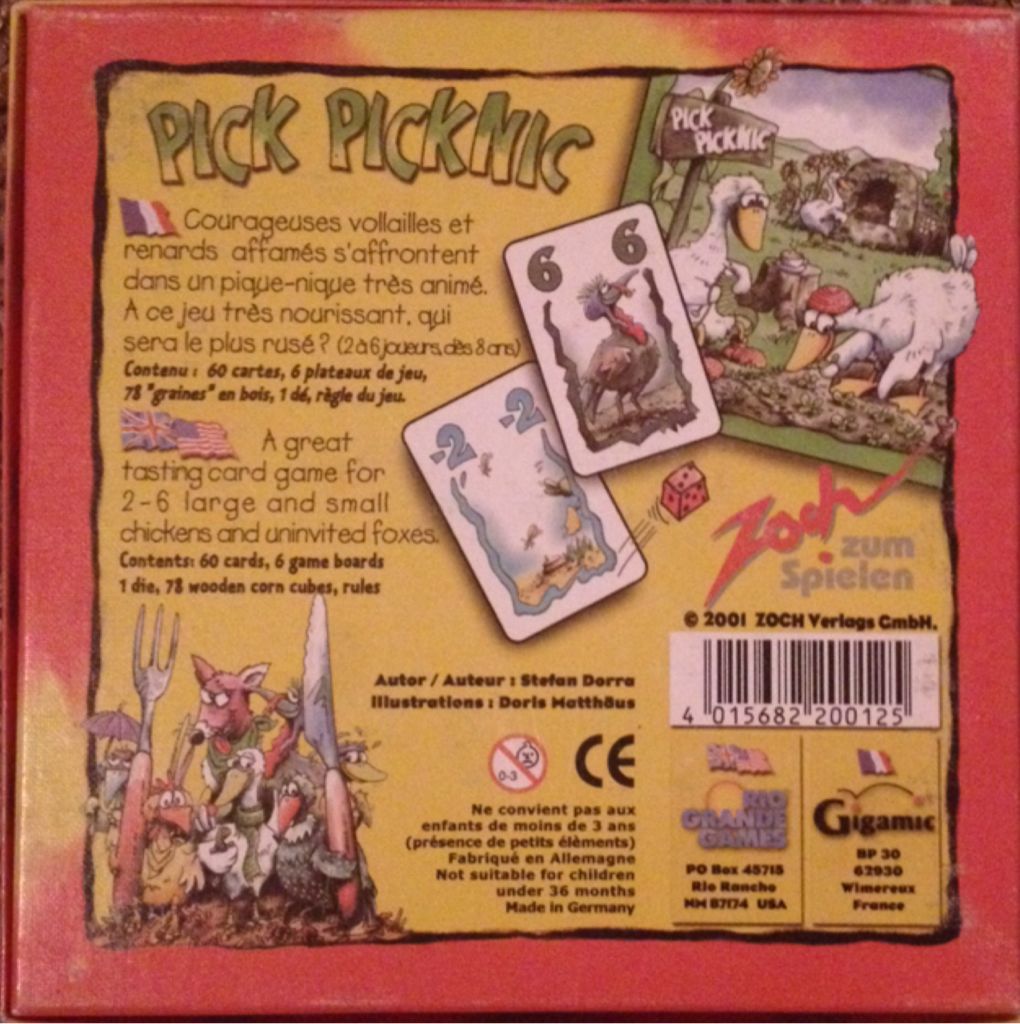 PICK PICKNIC
Courageuses vollailles et
renards affamés s'affrontent
dans un pique-nique très animé.
A ce jeu très nourissant, qui
sera le plus rusé? (2 à 6 joueurs, dès 8 ans)
Contenu : 60 cartes, 6 plateaux de jeu,
78 "graines" en bois, 1 dé, règle du jeu.
A great
tasting card game for
2-6 large and small
chickens and uninvited foxes.
Contents: 60 cards, 6 game boards
1 die, 78 wooden corn cubes, rules
PICK
PICKNIC
6 6
-2 -2
Zoch
zum
Spielen
© 2001 ZOCH Verlags GmbH.
Autor / Auteur : Stefan Dorra
Illustrations : Doris Matthäus
4 015682 200125
0-3
CE
Ne convient pas aux
enfants de moins de 3 ans
(présence de petits élèments)
Fabriqué en Allemagne
Not suitable for children
under 36 months
Made in Germany
RIO
GRANDE
GAMES
PO Box 45715
Rio Rancho
NM 87174 USA
Gigamic
BP 30
62930
Wimereux
France